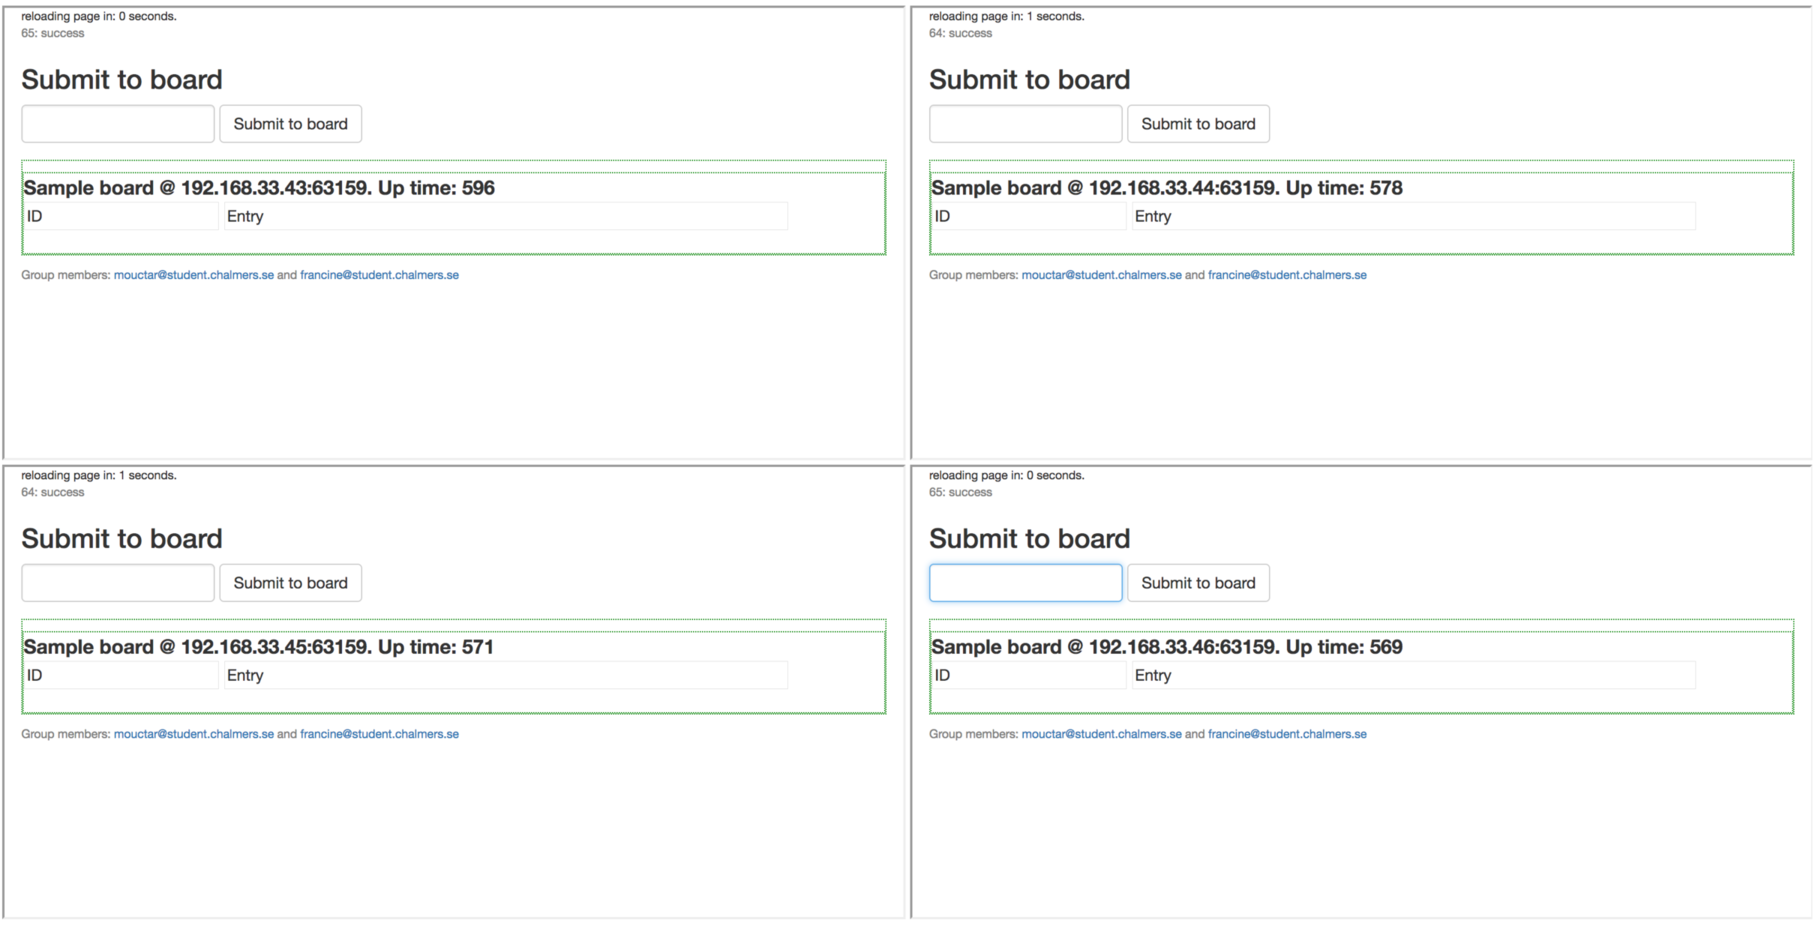 reloading page in: 0 seconds.
65: success
Submit to board
Submit to board
Sample board @ 192.168.33.43:63159. Up time: 596
ID Entry
Group members: mouctar@student.chalmers.se and francine@student.chalmers.se
reloading page in: 1 seconds.
64: success
Submit to board
Submit to board
Sample board @ 192.168.33.44:63159. Up time: 578
ID Entry
Group members: mouctar@student.chalmers.se and francine@student.chalmers.se
reloading page in: 1 seconds.
64: success
Submit to board
Submit to board
Sample board @ 192.168.33.45:63159. Up time: 571
ID Entry
Group members: mouctar@student.chalmers.se and francine@student.chalmers.se
reloading page in: 0 seconds.
65: success
Submit to board
Submit to board
Sample board @ 192.168.33.46:63159. Up time: 569
ID Entry
Group members: mouctar@student.chalmers.se and francine@student.chalmers.se